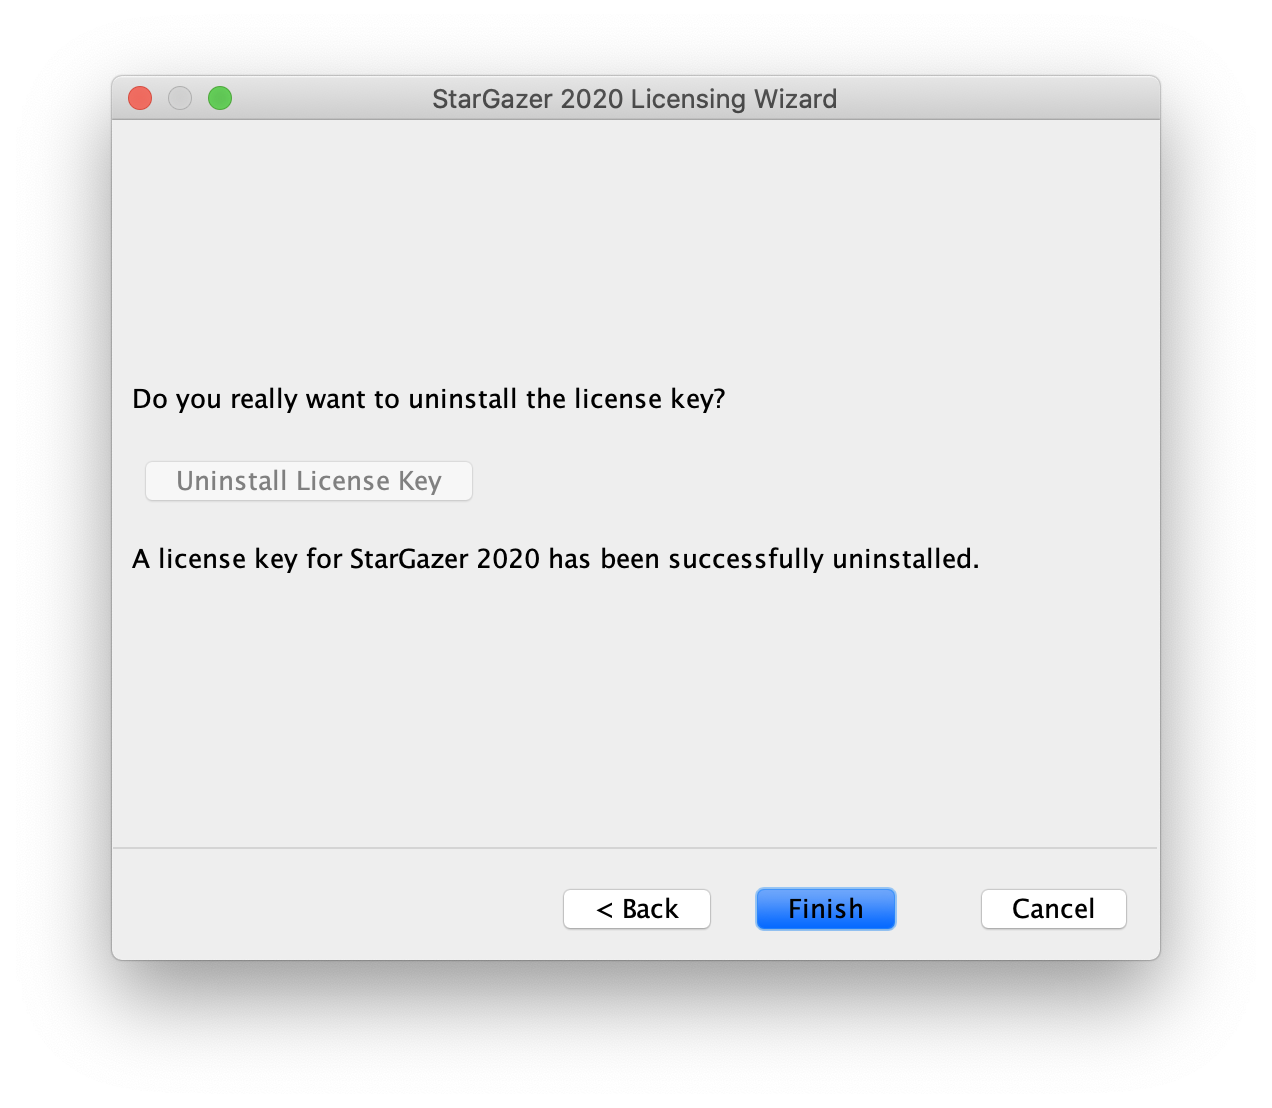 StarGazer 2020 Licensing Wizard
Do you really want to uninstall the license key?
Uninstall License Key
A license key for StarGazer 2020 has been successfully uninstalled.
< Back
Finish
Cancel